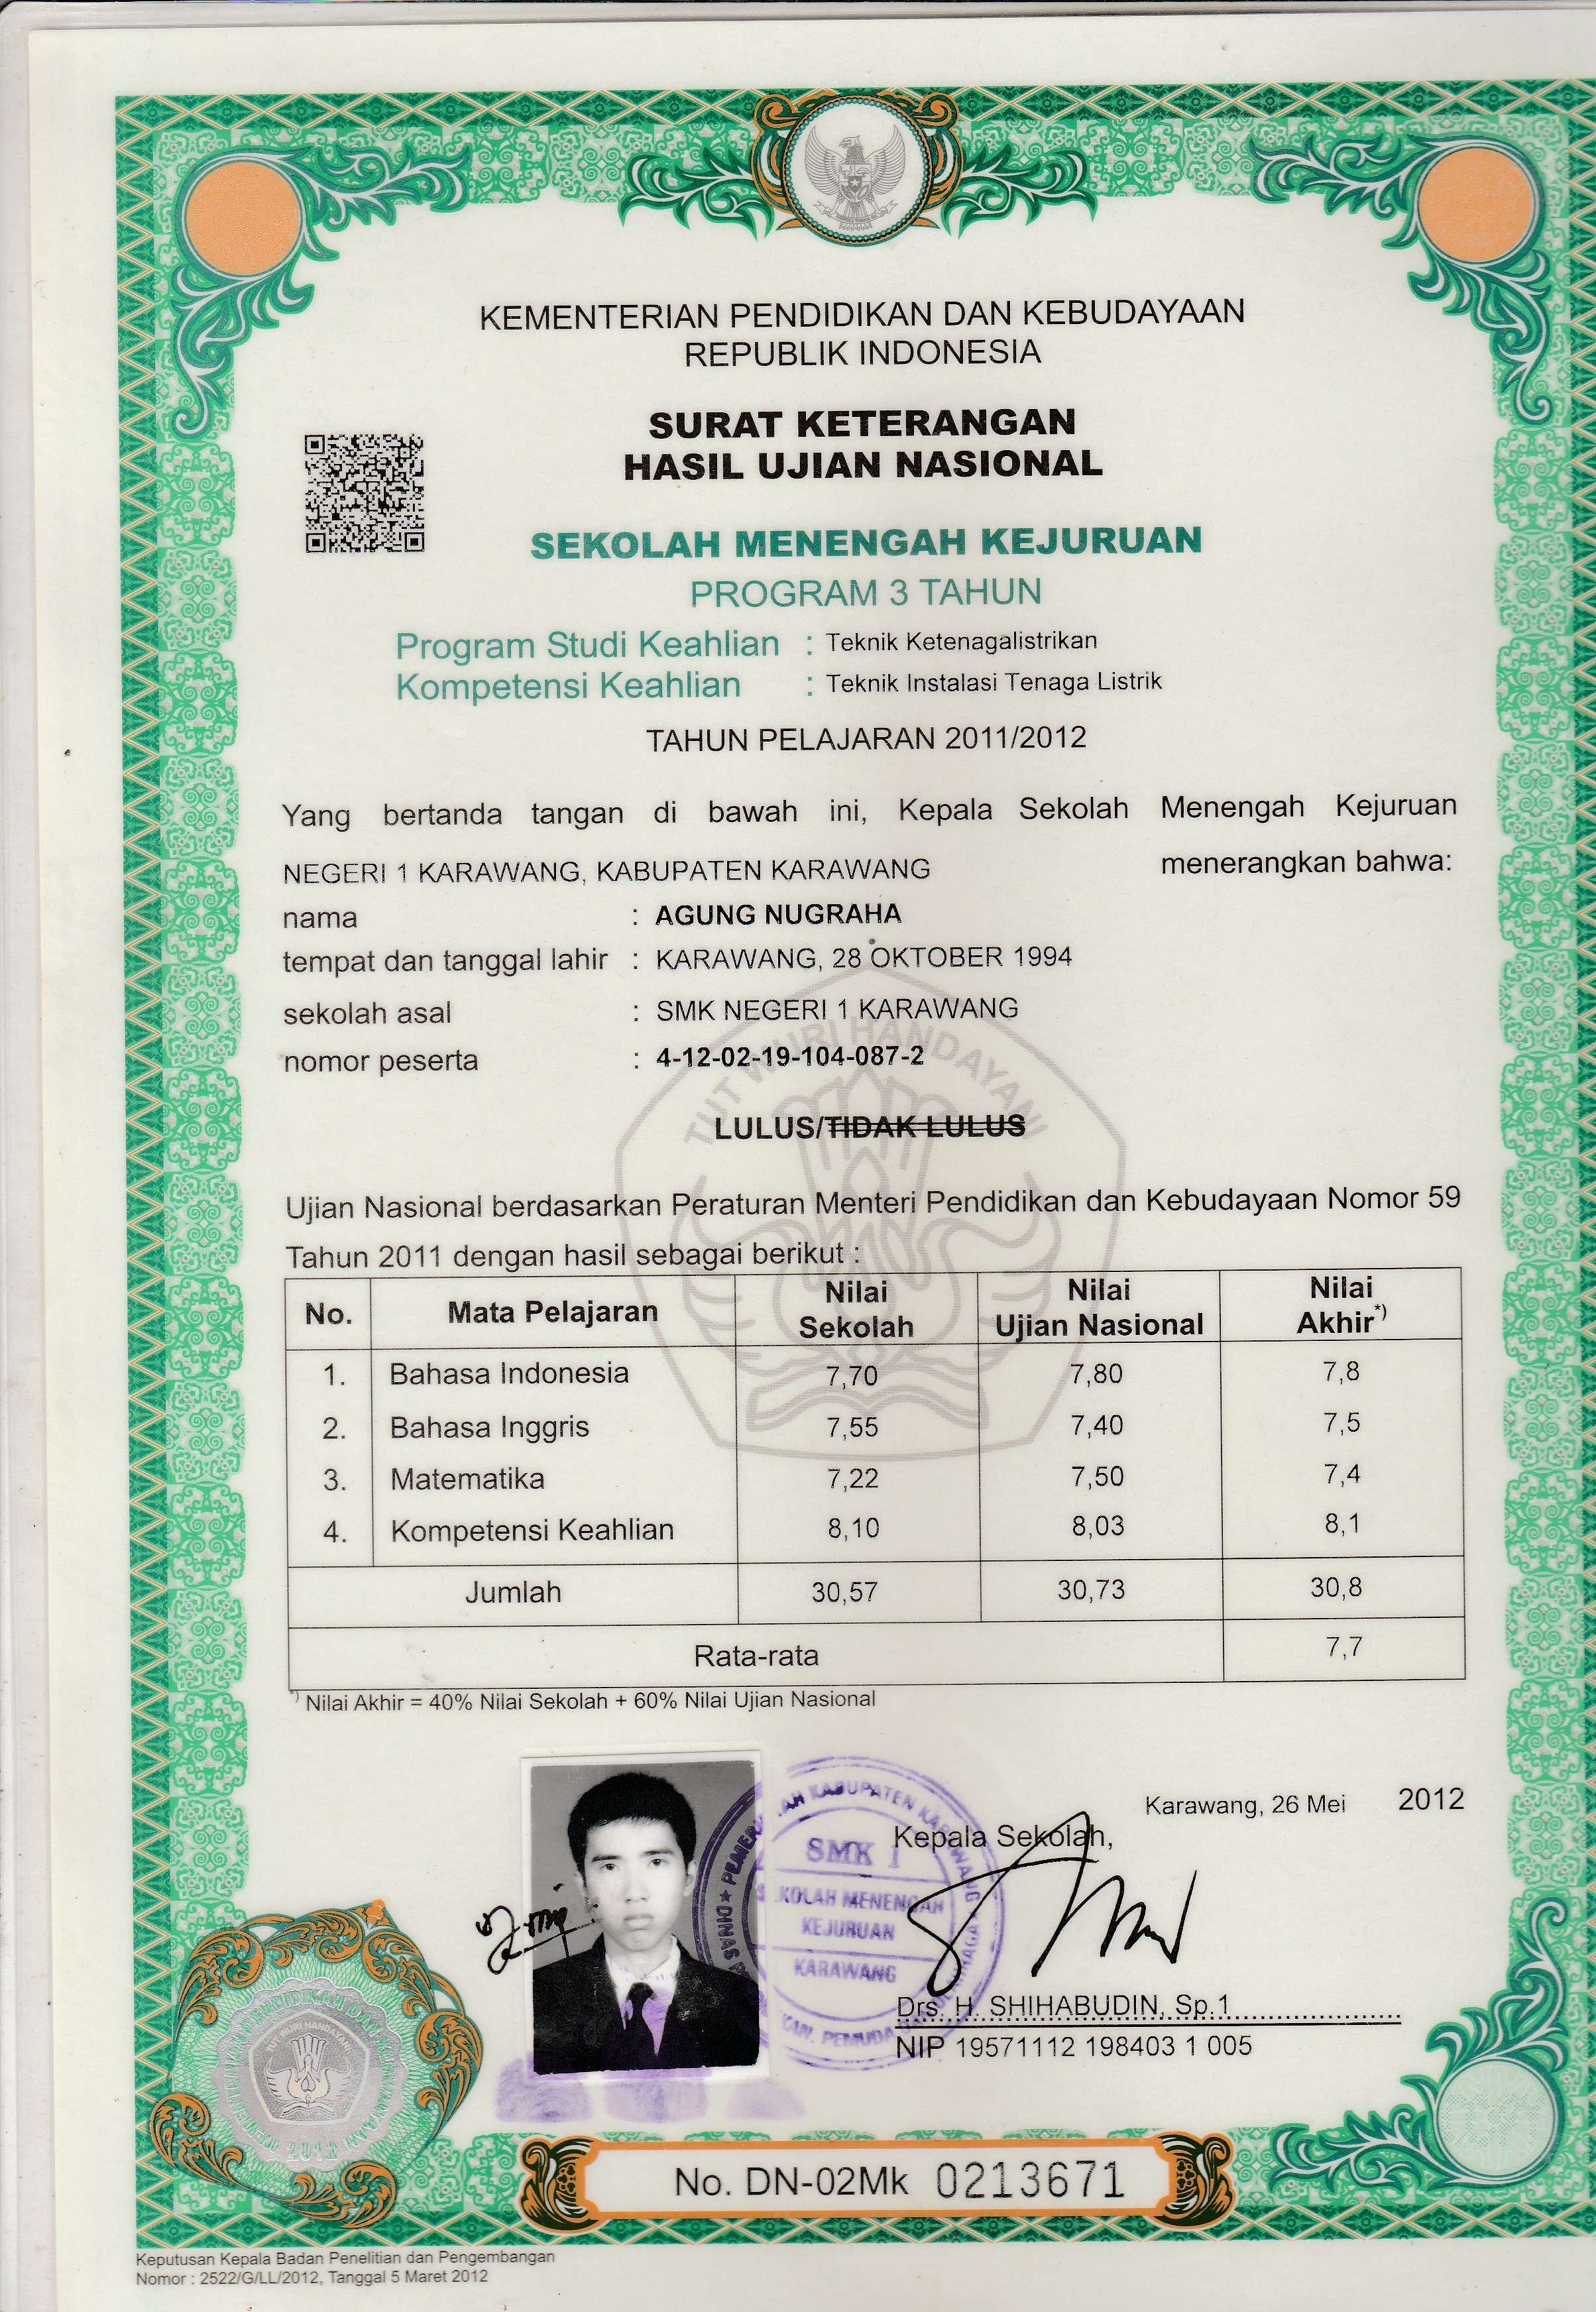 KEMENTERIAN PENDIDIKAN DAN KEBUDAYAAN
REPUBLIK INDONESIA
SURAT KETERANGAN
HASIL UJIAN NASIONAL
SEKOLAH MENENGAH KEJURUAN
PROGRAM 3 TAHUN
Program Studi Keahlian : Teknik Ketenagalistrikan
Kompetensi Keahlian : Teknik Instalasi Tenaga Listrik
TAHUN PELAJARAN 2011/2012
Yang bertanda tangan di bawah ini, Kepala Sekolah Menengah Kejuruan
NEGERI 1 KARAWANG, KABUPATEN KARAWANG menerangkan bahwa:
nama : AGUNG NUGRAHA
tempat dan tanggal lahir : KARAWANG, 28 OKTOBER 1994
sekolah asal : SMK NEGERI 1 KARAWANG
nomor peserta : 4-12-02-19-104-087-2
TUT WURI HANDAYANI
LULUS/TIDAK LULUS
Ujian Nasional berdasarkan Peraturan Menteri Pendidikan dan Kebudayaan Nomor 59
Tahun 2011 dengan hasil sebagai berikut :
No. Mata Pelajaran Nilai Sekolah Nilai Ujian Nasional Nilai Akhir*)
1. Bahasa Indonesia 7,70 7,80 7,8
2. Bahasa Inggris 7,55 7,40 7,5
3. Matematika 7,22 7,50 7,4
4. Kompetensi Keahlian 8,10 8,03 8,1
Jumlah 30,57 30,73 30,8
Rata-rata 7,7
*) Nilai Akhir = 40% Nilai Sekolah + 60% Nilai Ujian Nasional
Karawang, 26 Mei 2012
Kepala Sekolah,
KABUPATEN KARAWANG
SMK 1
SEKOLAH MENENGAH
KEJURUAN
KARAWANG
DINAS
PEMUDA
Drs. H. SHIHABUDIN, Sp.1
NIP 19571112 198403 1 005
TUT WURI HANDAYANI
2012
No. DN-02Mk 0213671
Keputusan Kepala Badan Penelitian dan Pengembangan
Nomor : 2522/G/LL/2012, Tanggal 5 Maret 2012